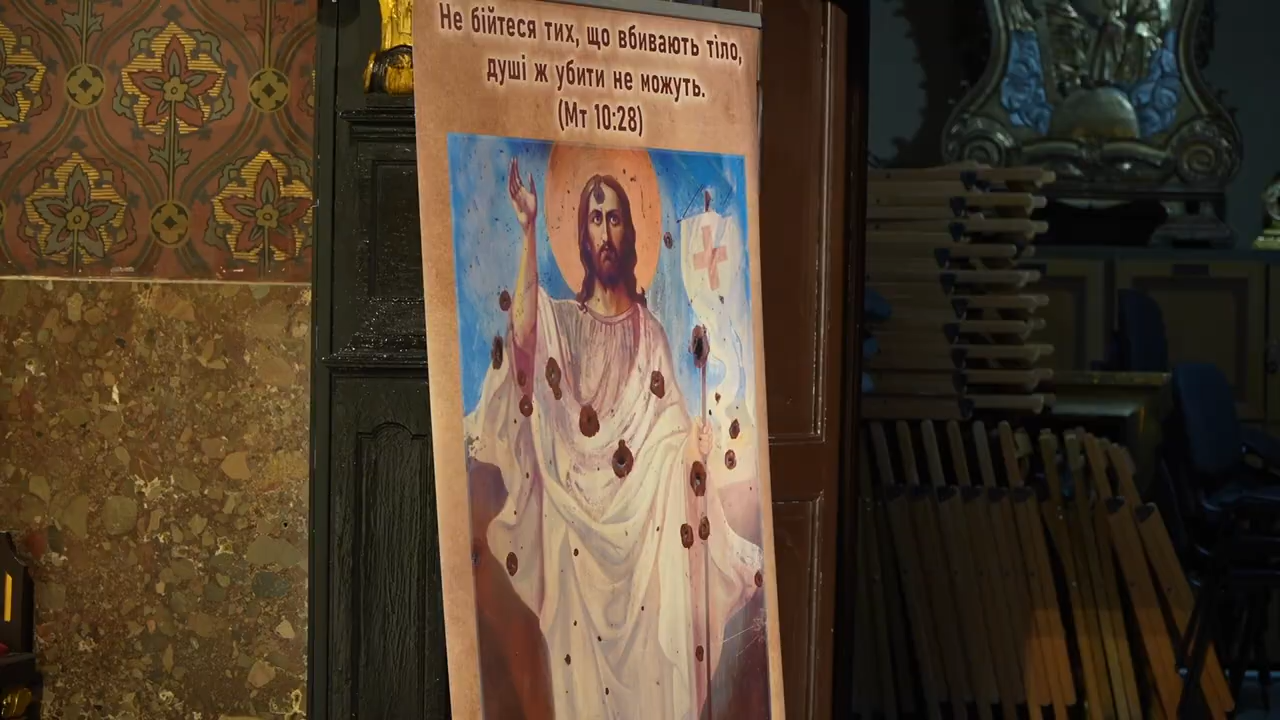 Не бійтеся тих, що вбивають тіло,
душі ж убити не можуть.
(Мт 10:28)